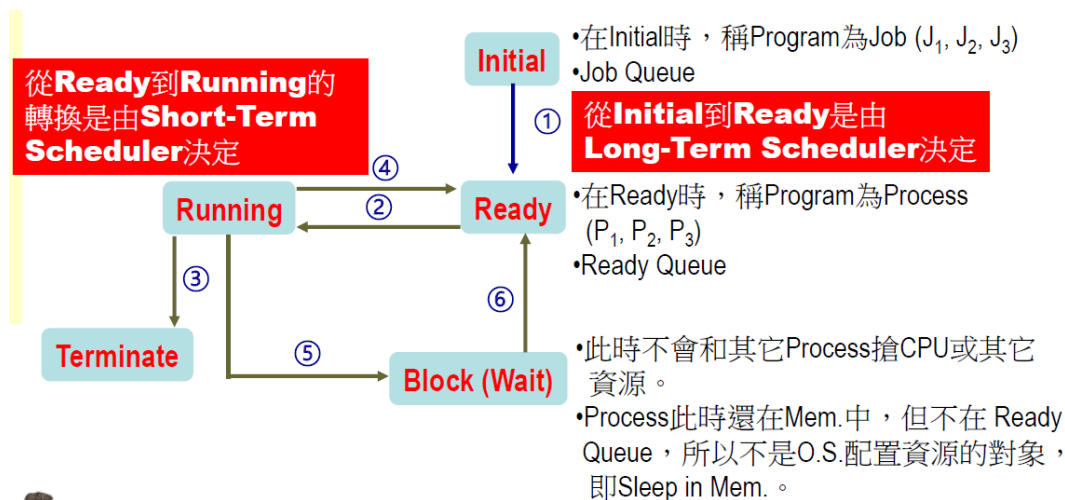 Initial
•在Initial時，稱Program為Job (J₁, J₂, J₃)
•Job Queue
從Ready到Running的
轉換是由Short-Term
Scheduler決定
①
從Initial到Ready是由
Long-Term Scheduler決定
④
Running
②
Ready
•在Ready時，稱Program為Process
(P₁, P₂, P₃)
•Ready Queue
③
⑥
Terminate
⑤
Block (Wait)
•此時不會和其它Process搶CPU或其它
資源。
•Process此時還在Mem.中，但不在 Ready
Queue，所以不是O.S.配置資源的對象，
即Sleep in Mem.。